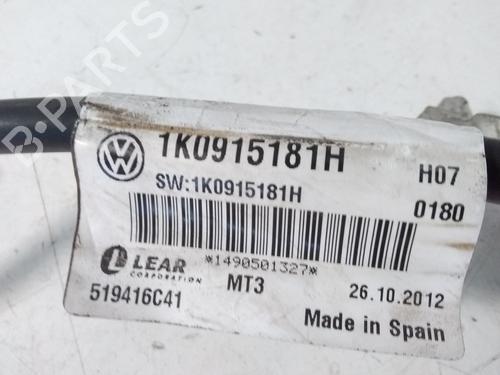 B-PARTS
1K0915181H
SW:1K0915181H
H07
0180
*1490501327*
LEAR
CORPORATION
MT3
26.10.2012
519416C41
Made in Spain